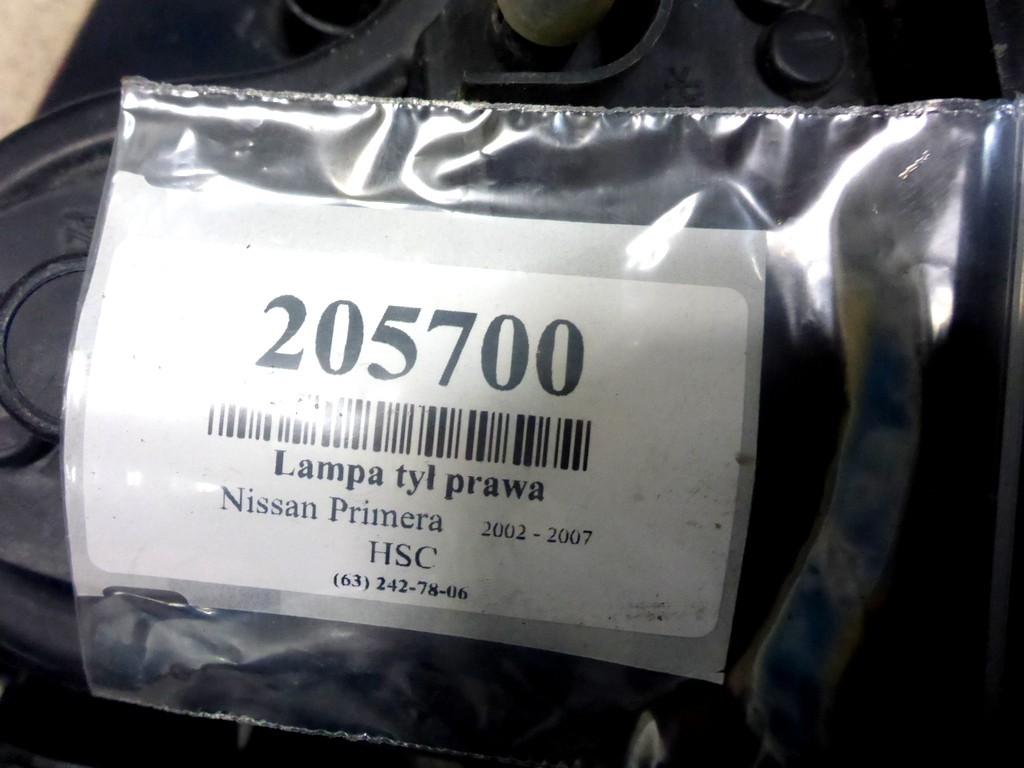 205700
Lampa tył prawa
Nissan Primera 2002 - 2007
HSC
(63) 242-78-06